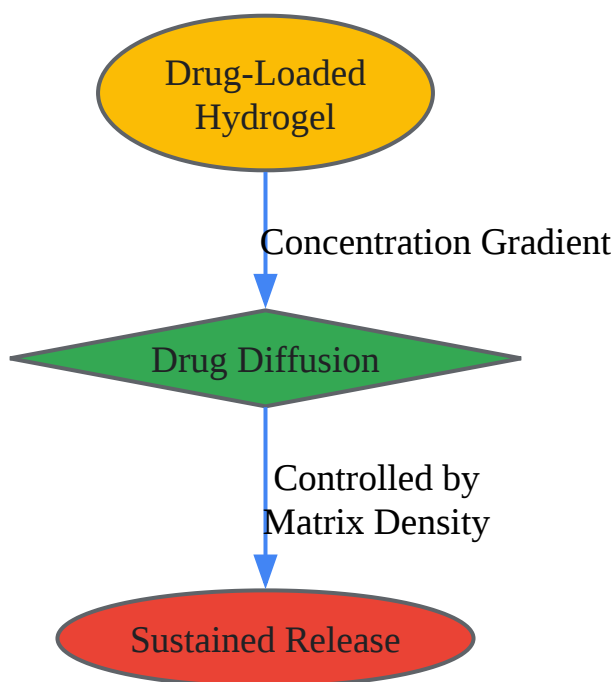 Drug-Loaded
Hydrogel
Concentration Gradient
Drug Diffusion
Controlled by
Matrix Density
Sustained Release